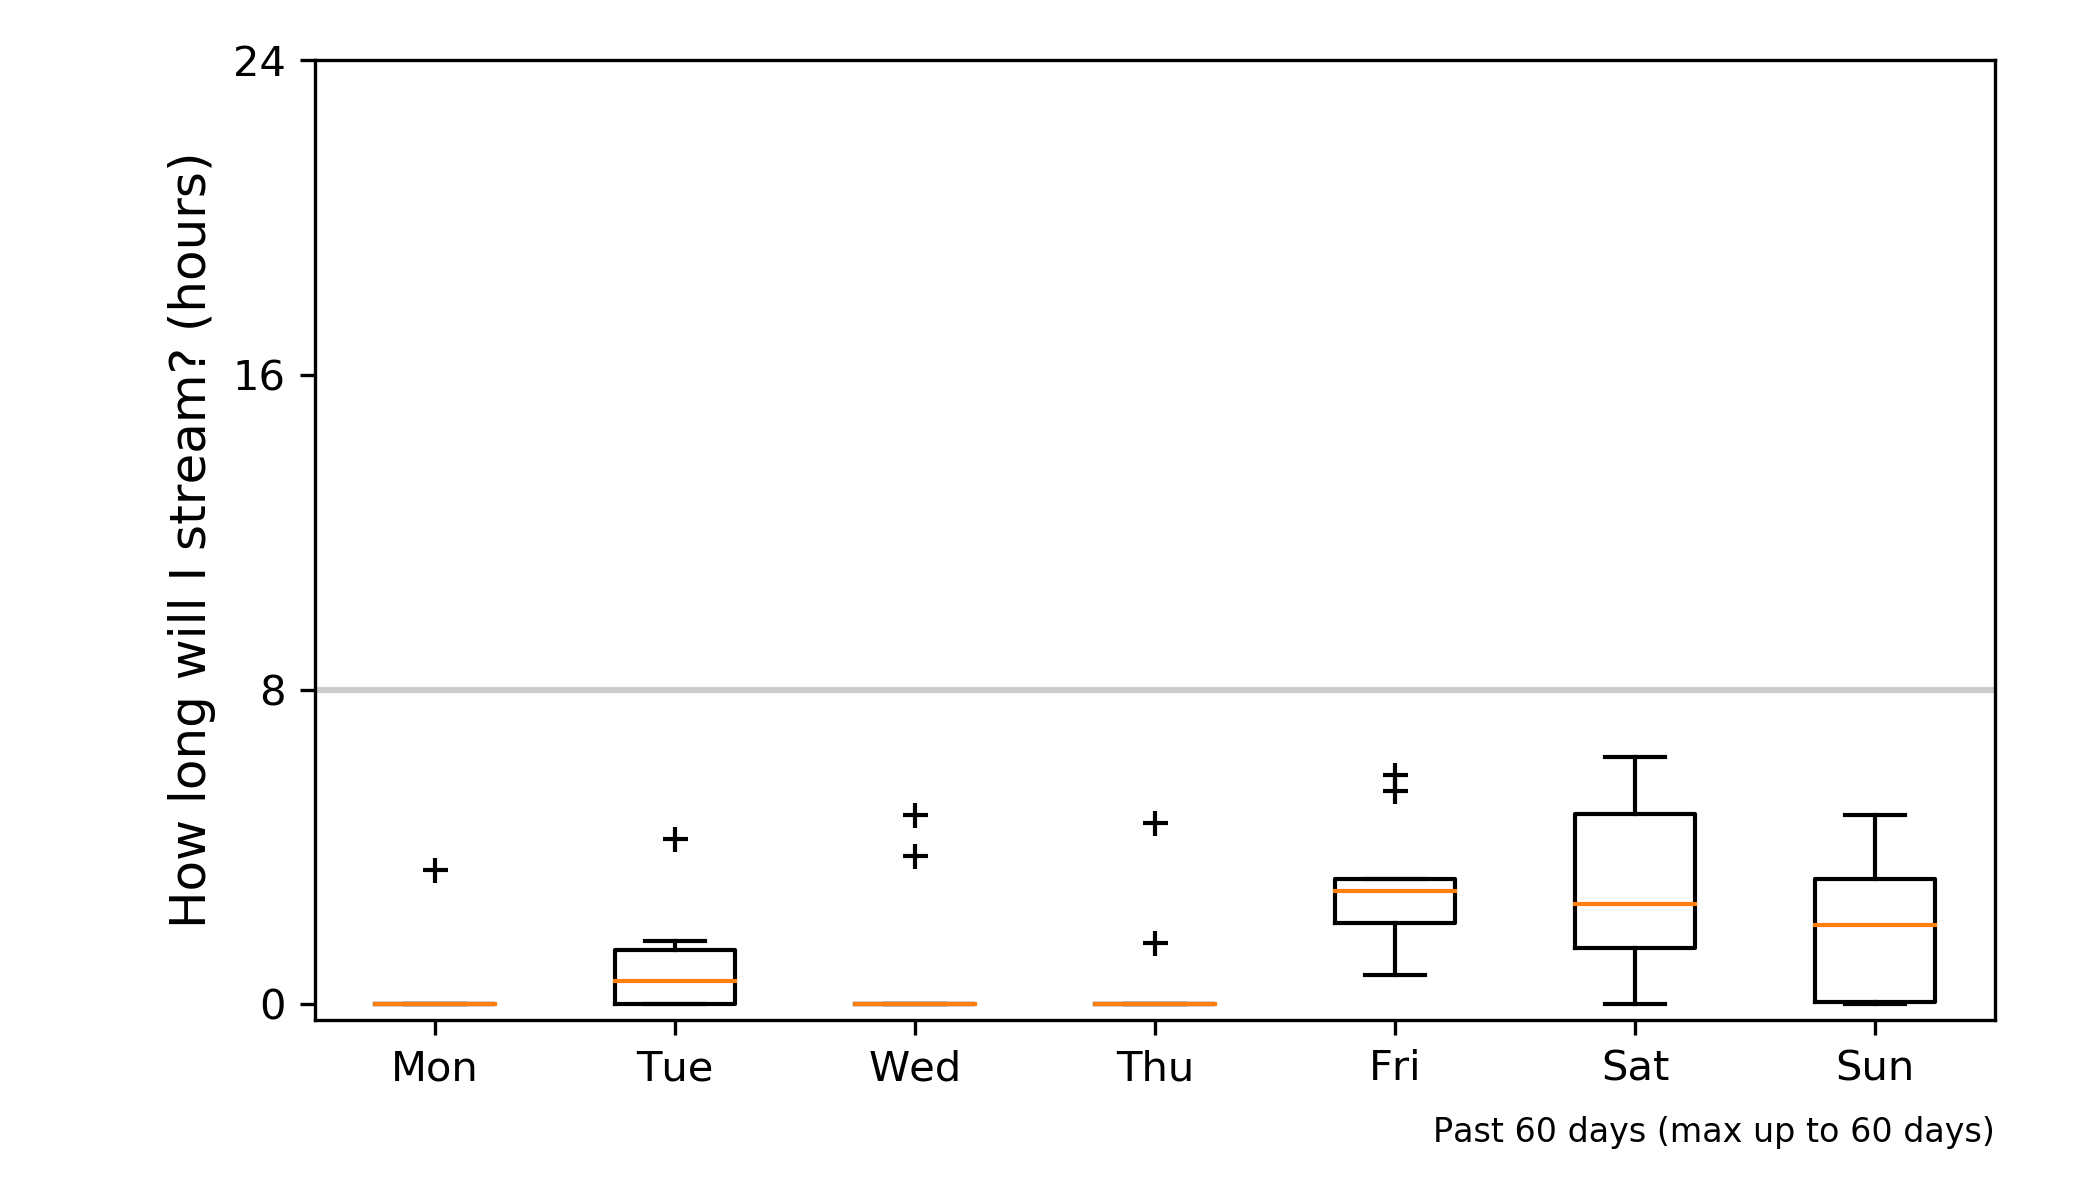 How long will I stream? (hours)
24
16
8
0
Mon Tue Wed Thu Fri Sat Sun
Past 60 days (max up to 60 days)